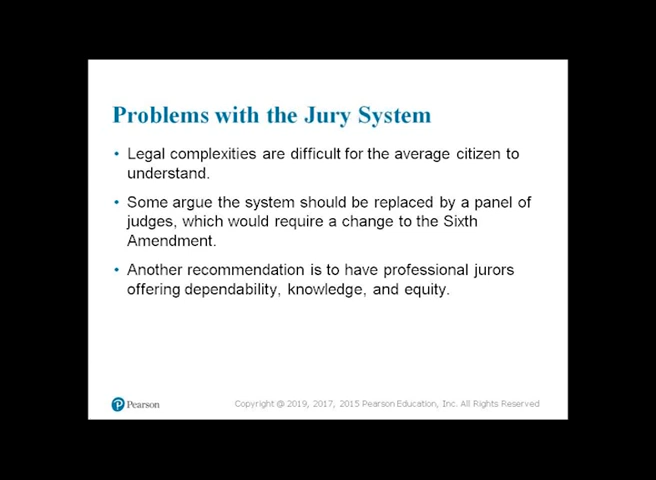 Problems with the Jury System
• Legal complexities are difficult for the average citizen to
understand.
• Some argue the system should be replaced by a panel of
judges, which would require a change to the Sixth
Amendment.
• Another recommendation is to have professional jurors
offering dependability, knowledge, and equity.
Pearson
Copyright @ 2019, 2017, 2015 Pearson Education, Inc. All Rights Reserved